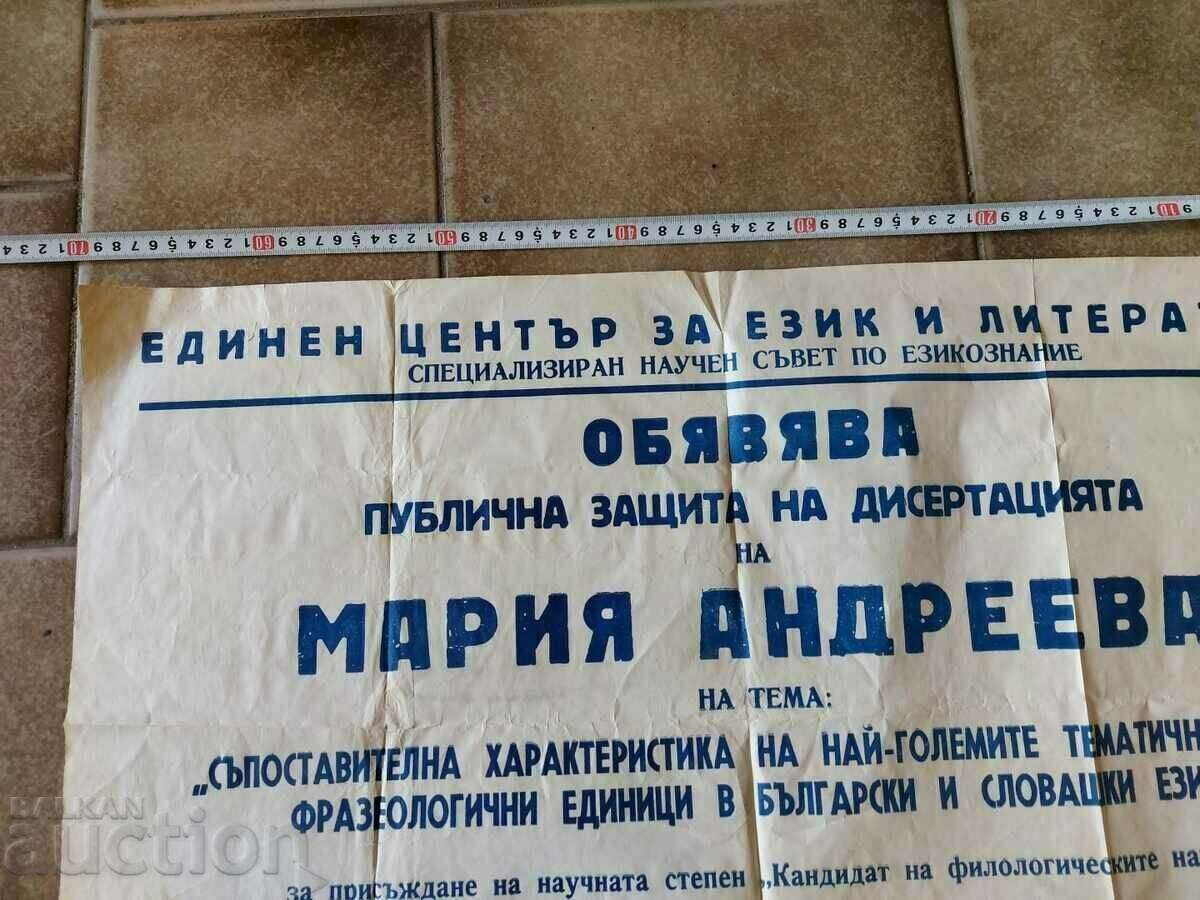 ЕДИНЕН ЦЕНТЪР ЗА ЕЗИК И ЛИТЕРА
СПЕЦИАЛИЗИРАН НАУЧЕН СЪВЕТ ПО ЕЗИКОЗНАНИЕ
ОБЯВЯВА
ПУБЛИЧНА ЗАЩИТА НА ДИСЕРТАЦИЯТА
НА
МАРИЯ АНДРЕЕВА
НА ТЕМА:
„СЪПОСТАВИТЕЛНА ХАРАКТЕРИСТИКА НА НАЙ-ГОЛЕМИТЕ ТЕМАТИЧН
ФРАЗЕОЛОГИЧНИ ЕДИНИЦИ В БЪЛГАРСКИ И СЛОВАШКИ ЕЗИ
за присъждане на научната степен „Кандидат на филологическите на
BALKAN
auction